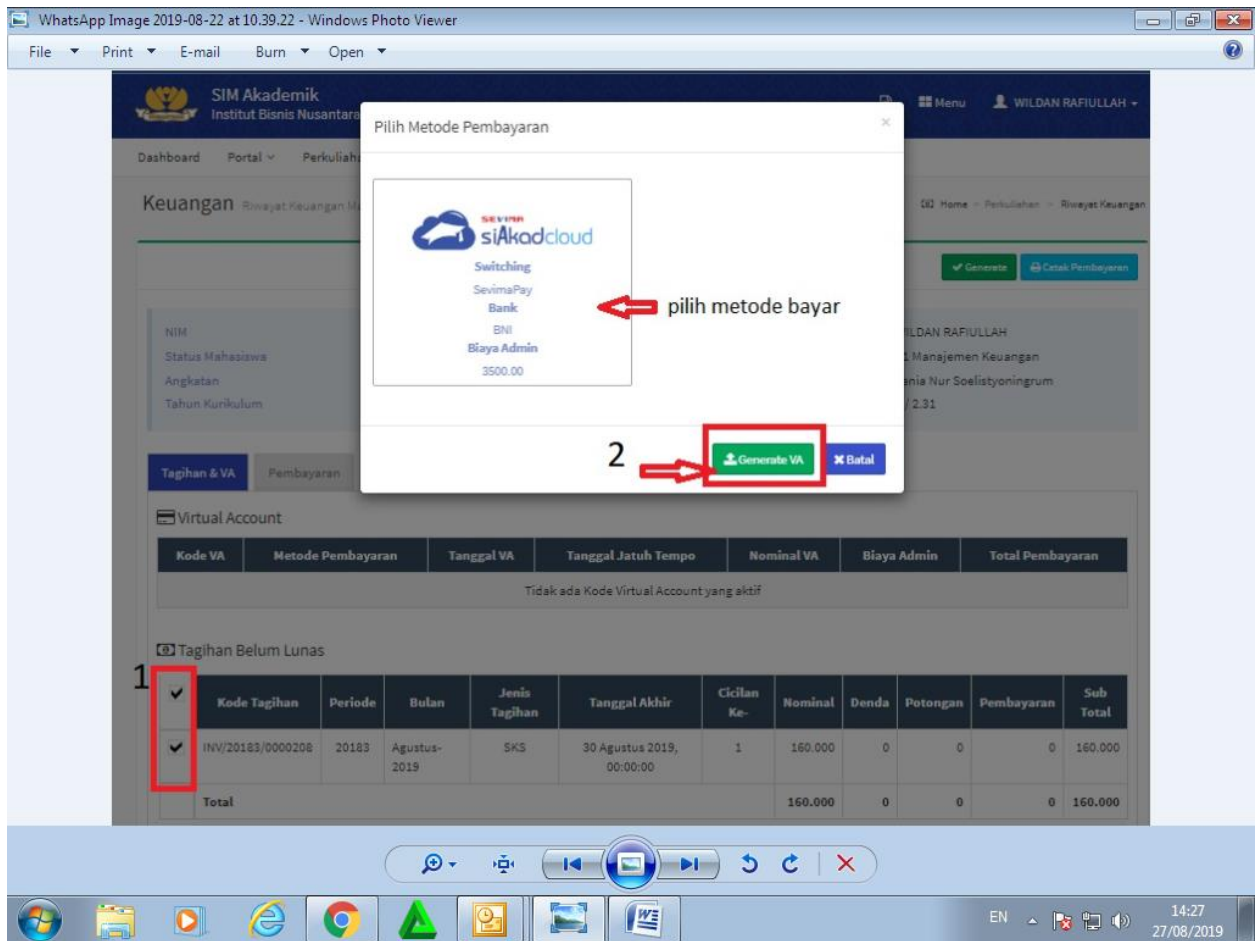 WhatsApp Image 2019-08-22 at 10.39.22 - Windows Photo Viewer
File Print E-mail Burn Open
SIM Akademik
Institut Bisnis Nusantara
Menu WILDAN RAFIULLAH
Pilih Metode Pembayaran ×
Dashboard Portal
Keuangan
Home Perkuliahan Riwayat Keuangan
SEVIMA
siAkadcloud
Switching
SevimaPay
Bank
BNI
Biaya Admin
3500.00
pilih metode bayar
Generate Cetak Pembayaran
NIM
Status Mahasiswa
Angkatan
Tahun Kurikulum
ILDAN RAFIULLAH
1 Manajemen Keuangan
enia Nur Soelistyoningrum
/ 2.31
2
Generate VA
Batal
Tagihan & VA Pembayaran
Virtual Account
Kode VA Metode Pembayaran Tanggal VA Tanggal Jatuh Tempo Nominal VA Biaya Admin Total Pembayaran
Tidak ada Kode Virtual Account yang aktif
Tagihan Belum Lunas
1
Kode Tagihan Periode Bulan Jenis Tagihan Tanggal Akhir Cicilan Ke- Nominal Denda Potongan Pembayaran Sub Total
INV/20183/0000208 20183 Agustus-2019 SKS 30 Agustus 2019, 00:00:00 1 160.000 0 0 0 160.000
Total 160.000 0 0 0 160.000
EN 14:27
27/08/2019